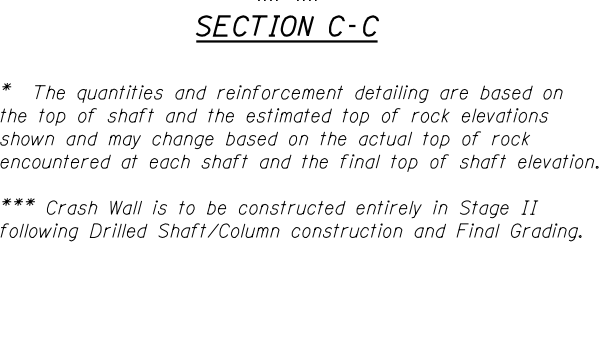 SECTION C-C
* The quantities and reinforcement detailing are based on
the top of shaft and the estimated top of rock elevations
shown and may change based on the actual top of rock
encountered at each shaft and the final top of shaft elevation.
*** Crash Wall is to be constructed entirely in Stage II
following Drilled Shaft/Column construction and Final Grading.